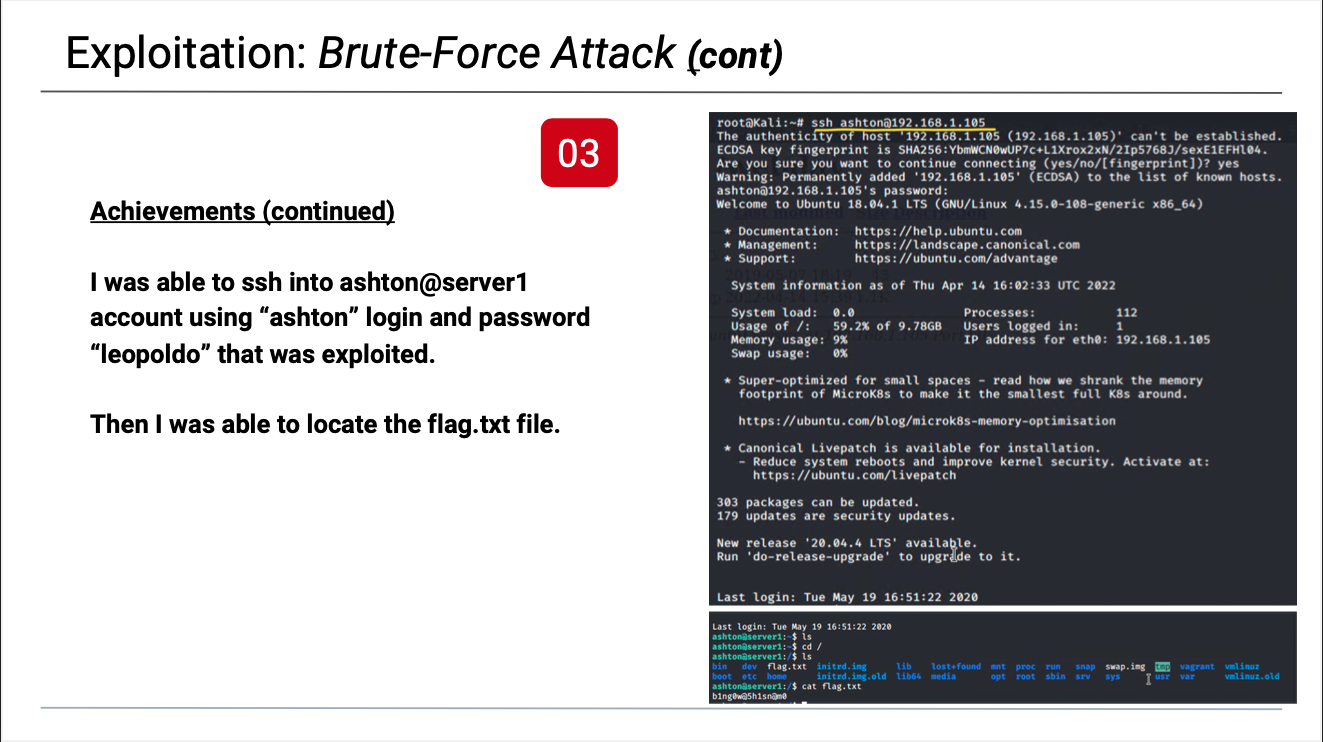 Exploitation: Brute-Force Attack (cont)
03
Achievements (continued)
I was able to ssh into ashton@server1
account using “ashton” login and password
“leopoldo” that was exploited.
Then I was able to locate the flag.txt file.
root@Kali:~# ssh ashton@192.168.1.105
The authenticity of host '192.168.1.105 (192.168.1.105)' can't be established.
ECDSA key fingerprint is SHA256:YbmWCN0wUP7c+L1Xrox2xN/2Ip5768J/sexE1EFHl04.
Are you sure you want to continue connecting (yes/no/[fingerprint])? yes
Warning: Permanently added '192.168.1.105' (ECDSA) to the list of known hosts.
ashton@192.168.1.105's password:
Welcome to Ubuntu 18.04.1 LTS (GNU/Linux 4.15.0-108-generic x86_64)
* Documentation:  https://help.ubuntu.com
* Management:     https://landscape.canonical.com
* Support:        https://ubuntu.com/advantage
System information as of Thu Apr 14 16:02:33 UTC 2022
System load:  0.0               Processes:           112
Usage of /:   59.2% of 9.78GB   Users logged in:     1
Memory usage: 9%                IP address for eth0: 192.168.1.105
Swap usage:   0%
* Super-optimized for small spaces - read how we shrank the memory
footprint of MicroK8s to make it the smallest full K8s around.
https://ubuntu.com/blog/microk8s-memory-optimisation
* Canonical Livepatch is available for installation.
- Reduce system reboots and improve kernel security. Activate at:
https://ubuntu.com/livepatch
303 packages can be updated.
179 updates are security updates.
New release '20.04.4 LTS' available.
Run 'do-release-upgrade' to upgrade to it.
Last login: Tue May 19 16:51:22 2020
Last login: Tue May 19 16:51:22 2020
ashton@server1:~$ ls
ashton@server1:~$ cd /
ashton@server1:/$ ls
bin   dev  flag.txt  initrd.img      lib    lost+found  mnt  proc  run   snap  swap.img  tmp  vagrant  vmlinuz
boot  etc  home      initrd.img.old  lib64  media       opt  root  sbin  srv   sys       usr  var      vmlinuz.old
ashton@server1:/$ cat flag.txt
b1ng0w@5h1sn@m0